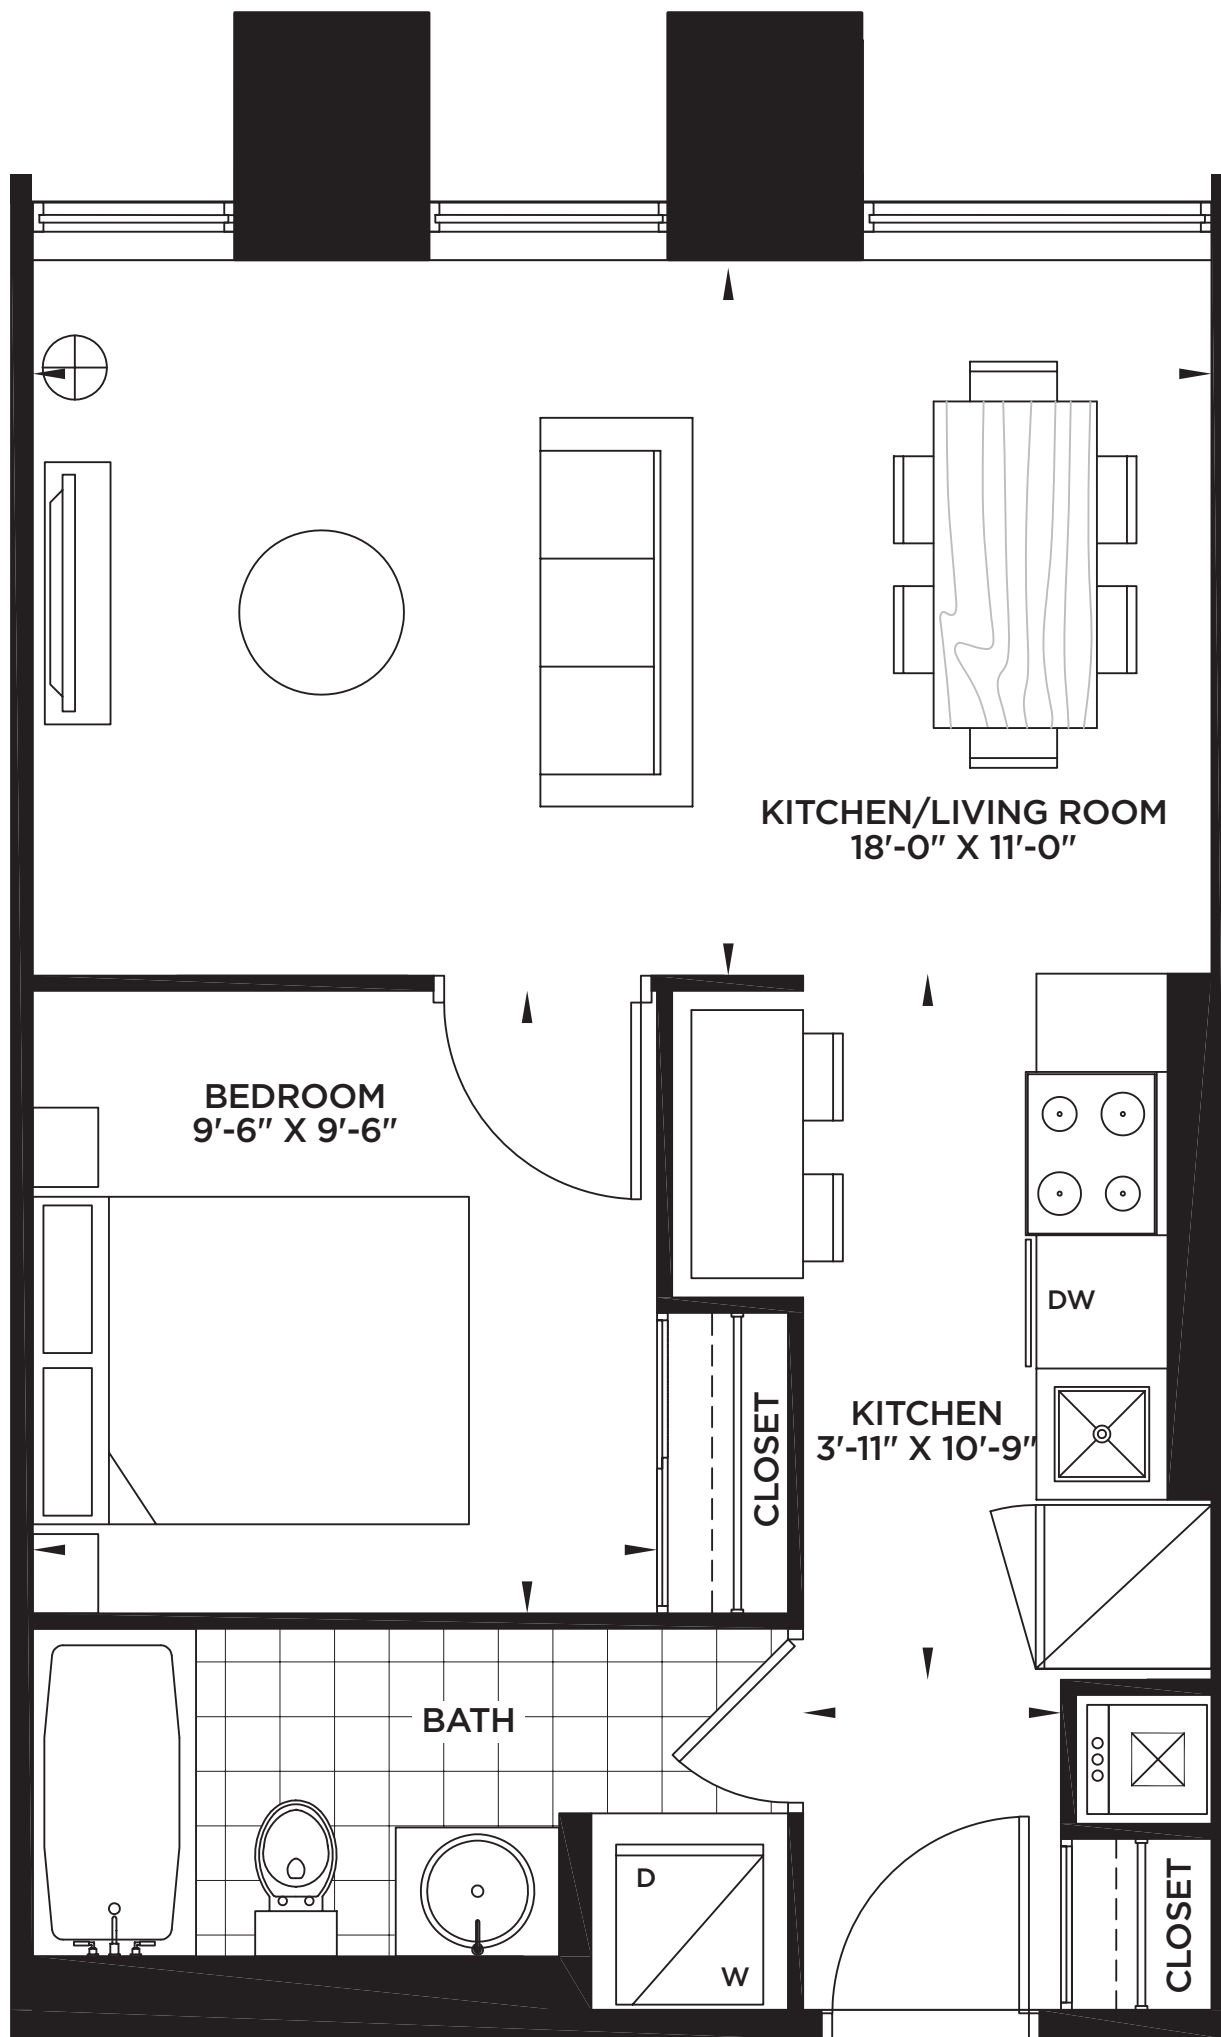 KITCHEN/LIVING ROOM
18'-0" X 11'-0"
BEDROOM
9'-6" X 9'-6"
DW
CLOSET
KITCHEN
3'-11" X 10'-9"
BATH
D
W
CLOSET